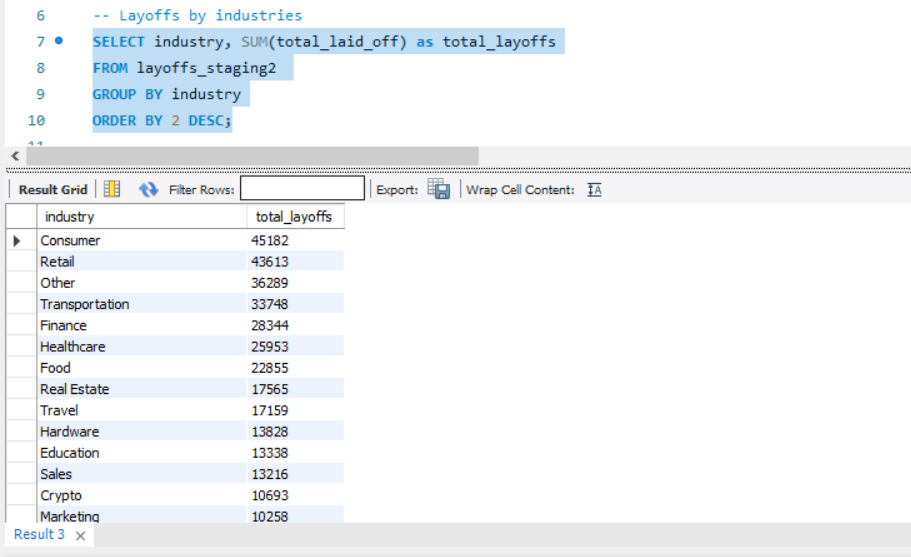 6 -- Layoffs by industries
7 SELECT industry, SUM(total_laid_off) as total_layoffs
8 FROM layoffs_staging2
9 GROUP BY industry
10 ORDER BY 2 DESC;
11
Result Grid Filter Rows: Export: Wrap Cell Content: IA
industry total_layoffs
Consumer 45182
Retail 43613
Other 36289
Transportation 33748
Finance 28344
Healthcare 25953
Food 22855
Real Estate 17565
Travel 17159
Hardware 13828
Education 13338
Sales 13216
Crypto 10693
Marketing 10258
Result 3 ×